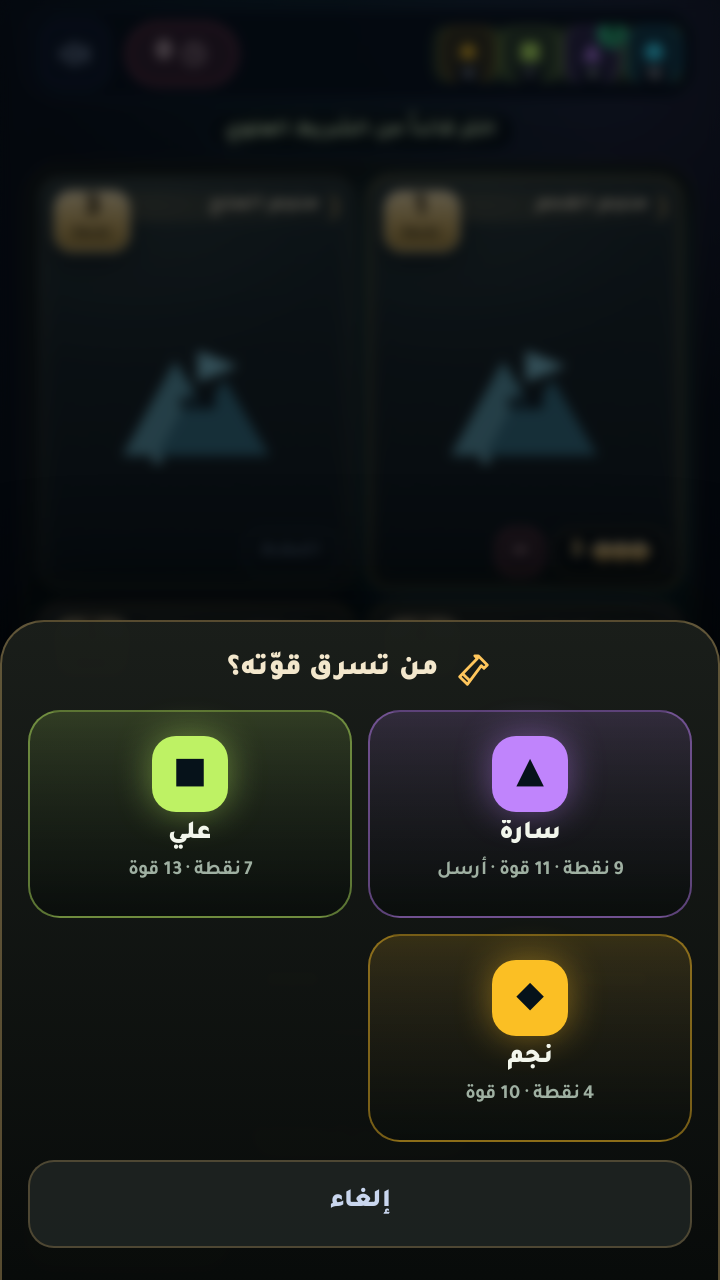 من تسرق قوّته؟
سارة
9 نقطة · 11 قوة · أرسل
علي
7 نقطة · 13 قوة
نجم
4 نقطة · 10 قوة
إلغاء